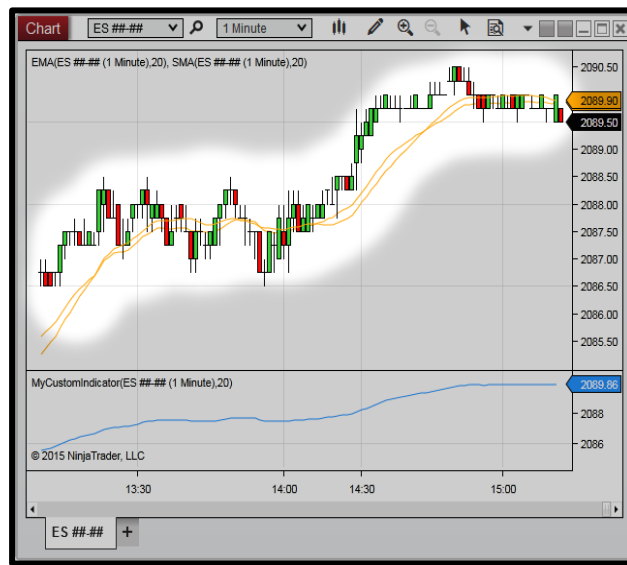 Chart ES ##-## 1 Minute
EMA(ES ##-## (1 Minute),20), SMA(ES ##-## (1 Minute),20)
2090.50
2089.90
2089.50
2089.00
2088.50
2088.00
2087.50
2087.00
2086.50
2086.00
2085.50
MyCustomIndicator(ES ##-## (1 Minute),20)
2089.86
2088
2086
© 2015 NinjaTrader, LLC
13:30 14:00 14:30 15:00
ES ##-## +